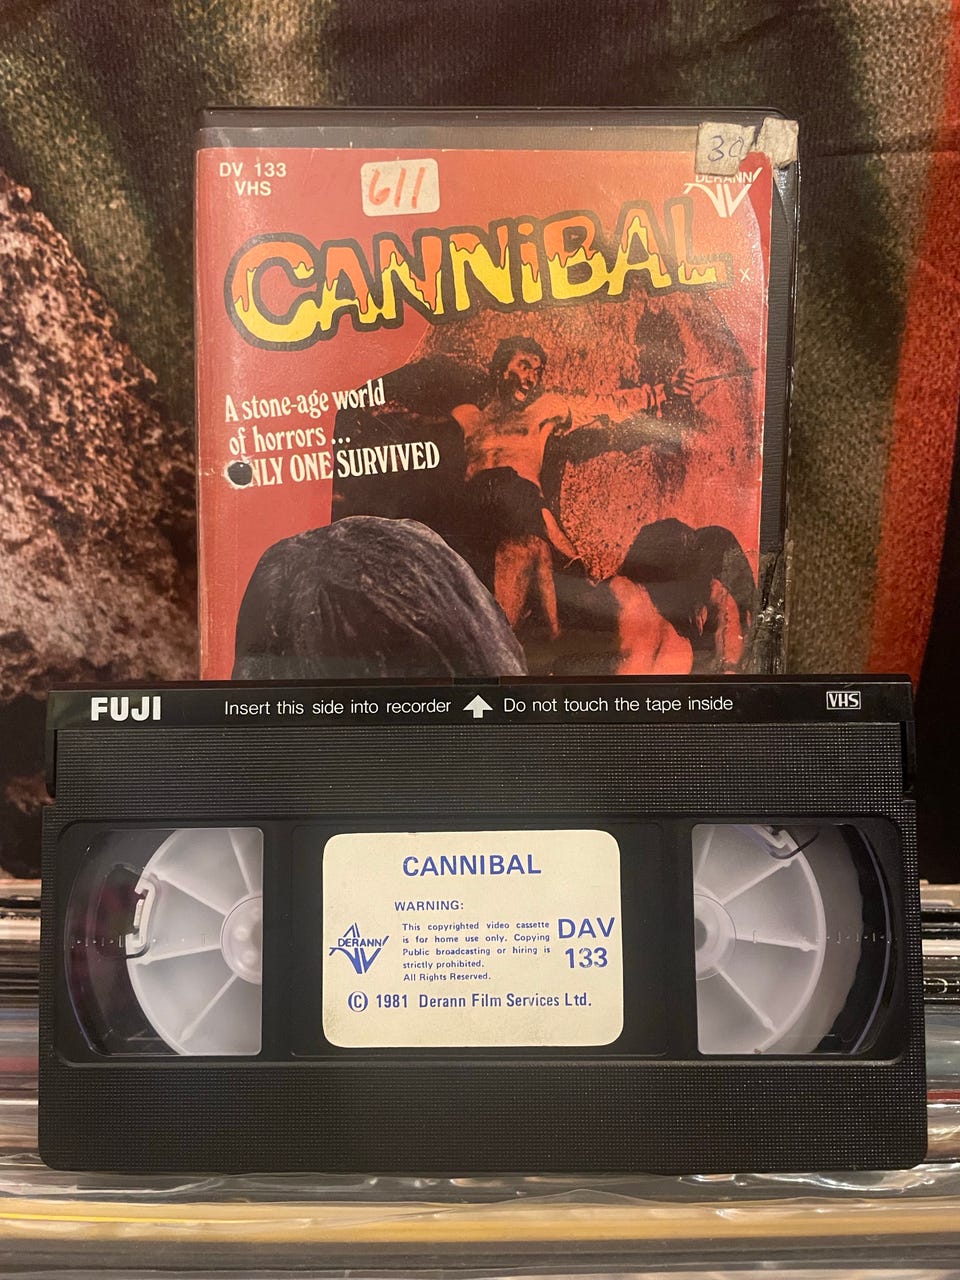 DV 133
VHS
611
30
DERANN
CANNiBAL
x
A stone-age world
of horrors...
ONLY ONE SURVIVED
FUJI
Insert this side into recorder
Do not touch the tape inside
VHS
CANNIBAL
WARNING:
This copyrighted video cassette
is for home use only. Copying
Public broadcasting or hiring is
strictly prohibited.
All Rights Reserved.
DERANN
DAV
133
© 1981 Derann Film Services Ltd.